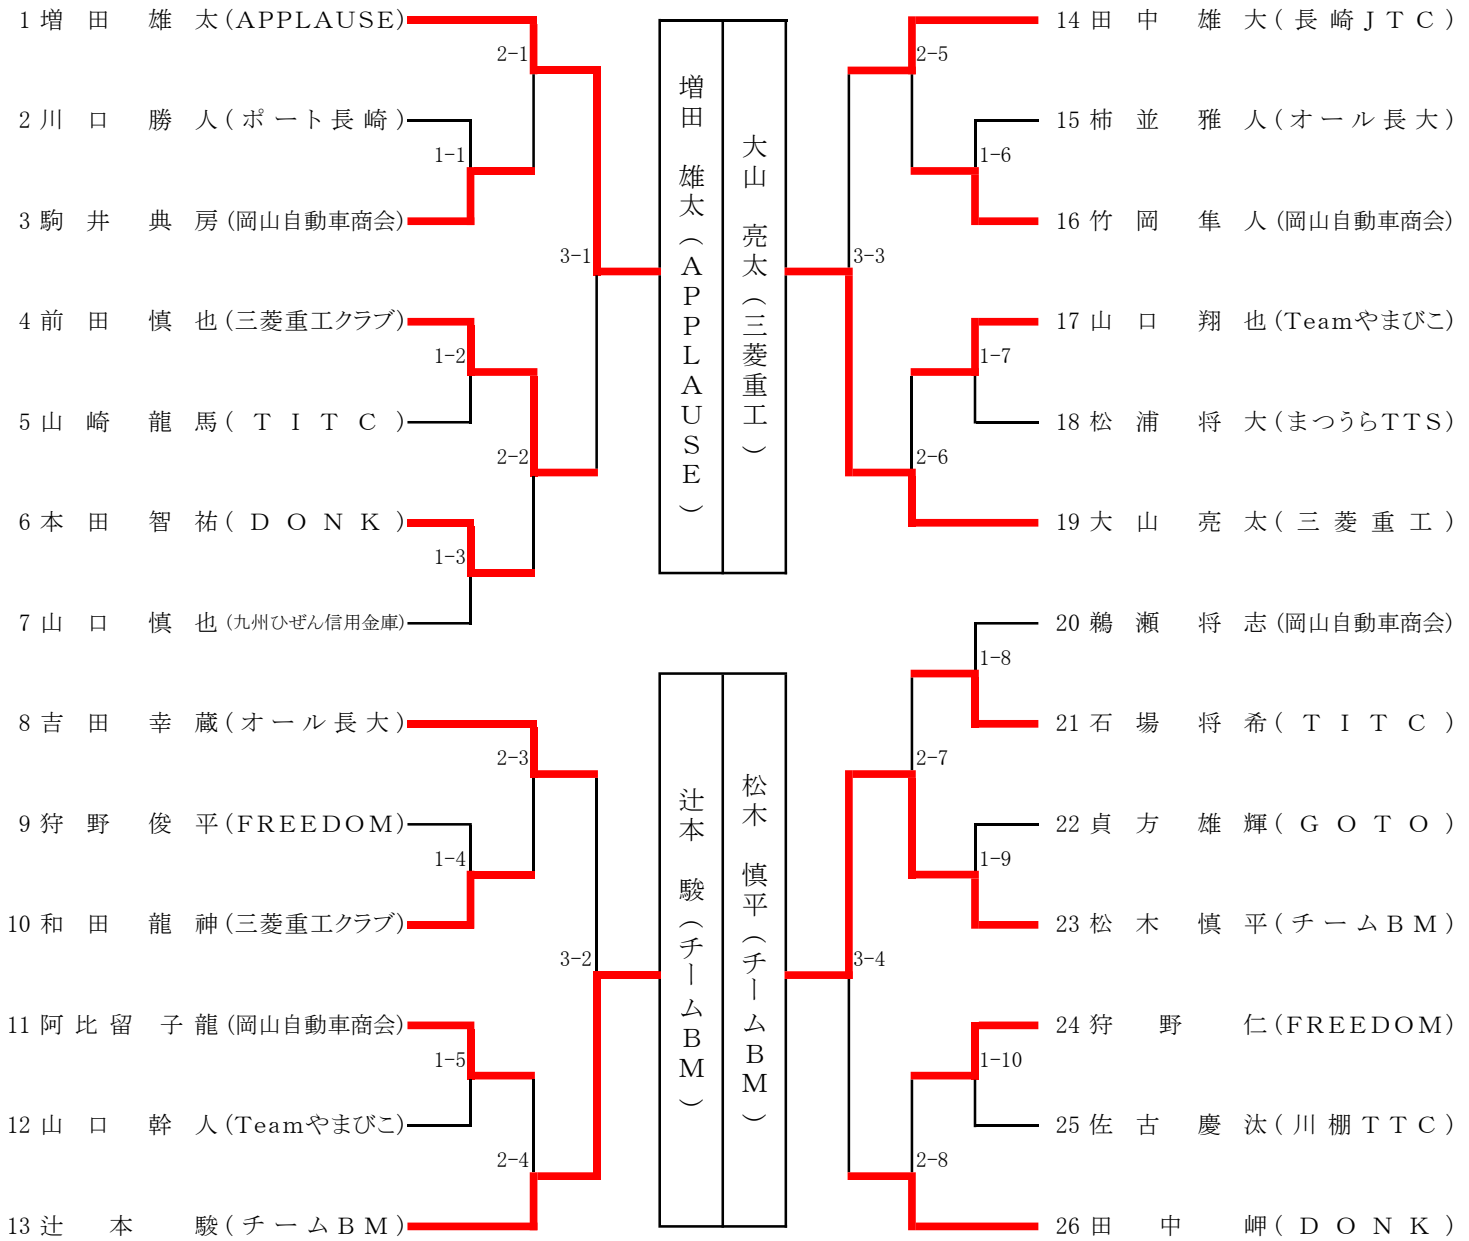 1 増田 雄太 (APPLAUSE)
2-1
2 川口 勝人 (ポート長崎)
1-1
3 駒井 典房 (岡山自動車商会)
3-1
4 前田 慎也 (三菱重工クラブ)
1-2
5 山崎 龍馬 (TITC)
2-2
6 本田 智祐 (DONK)
1-3
7 山口 慎也 (九州ひぜん信用金庫)
8 吉田 幸蔵 (オール長大)
2-3
9 狩野 俊平 (FREEDOM)
1-4
10 和田 龍神 (三菱重工クラブ)
3-2
11 阿比留 子龍 (岡山自動車商会)
1-5
12 山口 幹人 (Teamやまびこ)
2-4
13 辻本 駿 (チームBM)
増田 雄太(APPLAUSE)
大山 亮太(三菱重工)
辻本 駿(チームBM)
松木 慎平(チームBM)
14 田中 雄大 (長崎JTC)
2-5
15 柿並 雅人 (オール長大)
1-6
16 竹岡 隼人 (岡山自動車商会)
3-3
17 山口 翔也 (Teamやまびこ)
1-7
18 松浦 将大 (まつうらTTS)
2-6
19 大山 亮太 (三菱重工)
20 鵜瀬 将志 (岡山自動車商会)
1-8
21 石場 将希 (TITC)
2-7
22 貞方 雄輝 (GOTO)
1-9
23 松木 慎平 (チームBM)
3-4
24 狩野 仁 (FREEDOM)
1-10
25 佐古 慶汰 (川棚TTC)
2-8
26 田中 岬 (DONK)